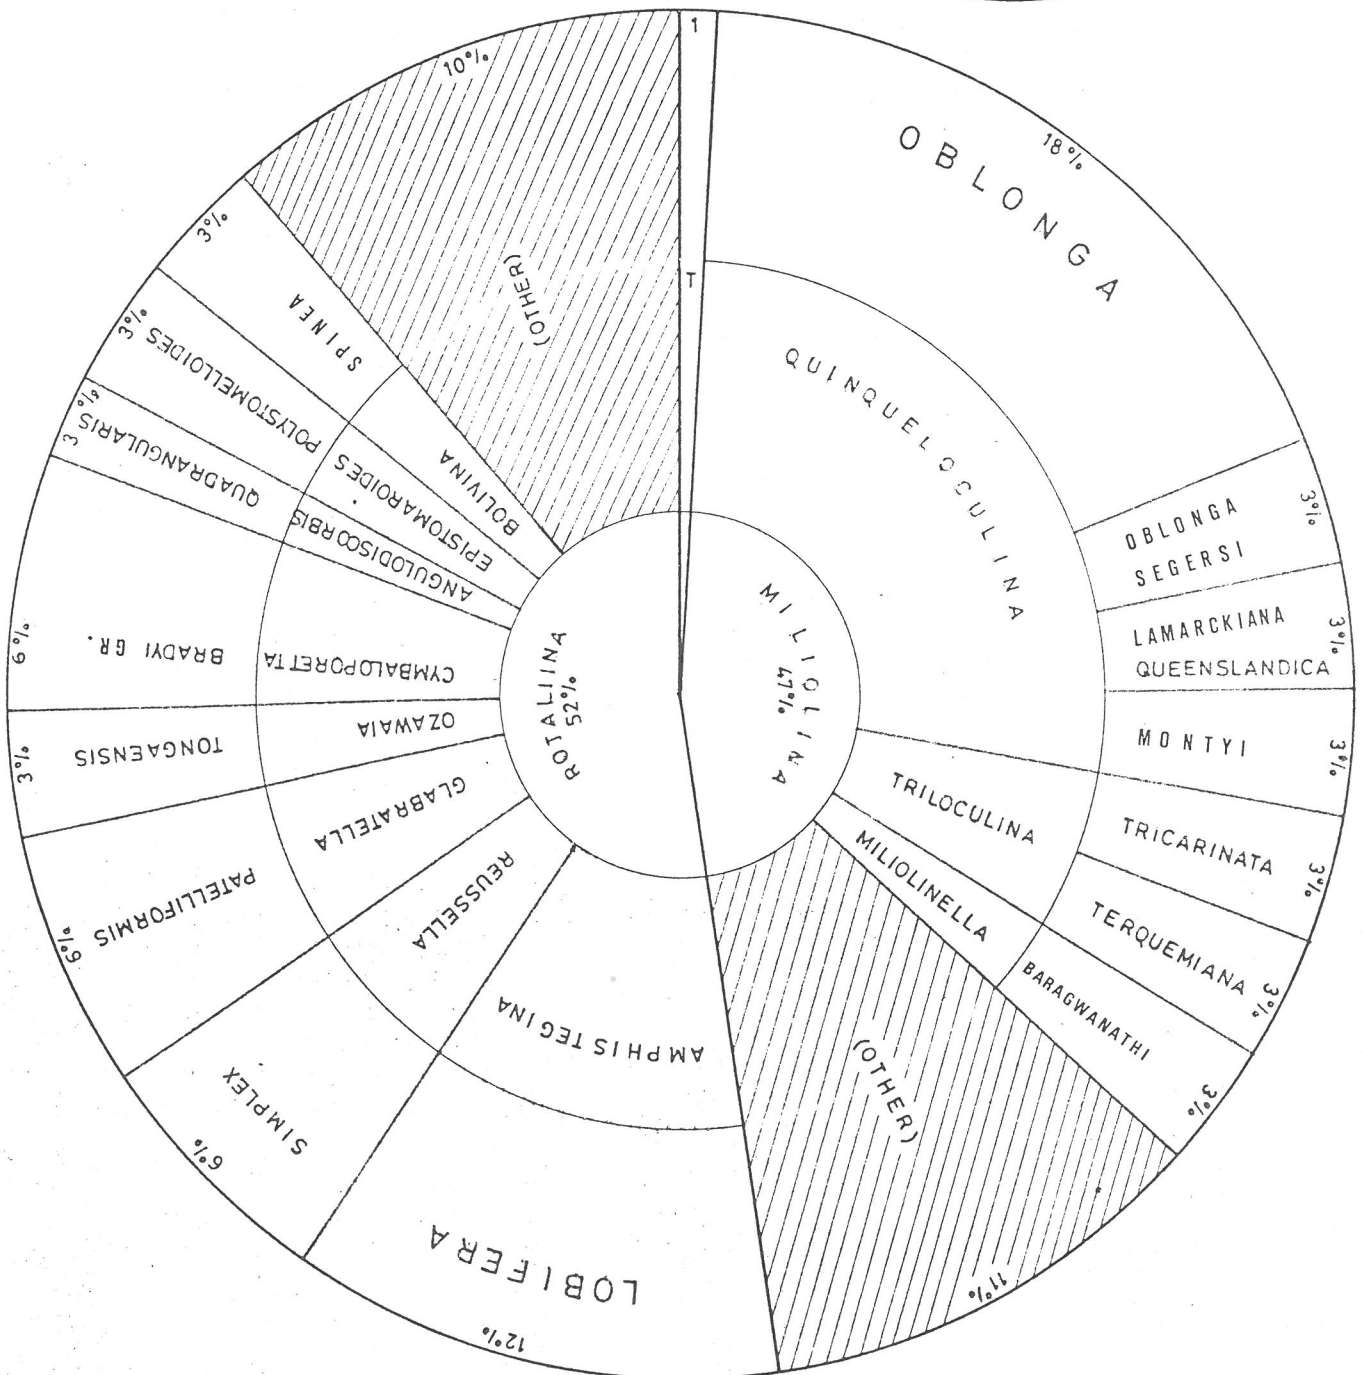 1
T
18%
OBLONGA
QUINQUELOCULINA
3%
OBLONGA
SEGERSI
3%
LAMARCKIANA
QUEENSLANDICA
3%
MONTYI
MILIOLINA
47%
TRILOCULINA
TRICARINATA
3%
TERQUEMIANA
3%
MILIOLINELLA
BARAGWANATHI
3%
(OTHER)
11%
AMPHISTEGINA
LOBIFERA
12%
REUSSELLA
SIMPLEX
6%
GLABRATELLA
PATELLIFORMIS
6%
OZAWAIA
TONGAENSIS
3%
ROTALIINA
52%
CYMBALOPORETTA
BRADYI GR.
6%
ANGULODISCORBIS
QUADRANGULARIS
3%
EPISTOMAROIDES
POLYSTOMELLOIDES
3%
BOLIVINA
SPINEA
3%
(OTHER)
10%